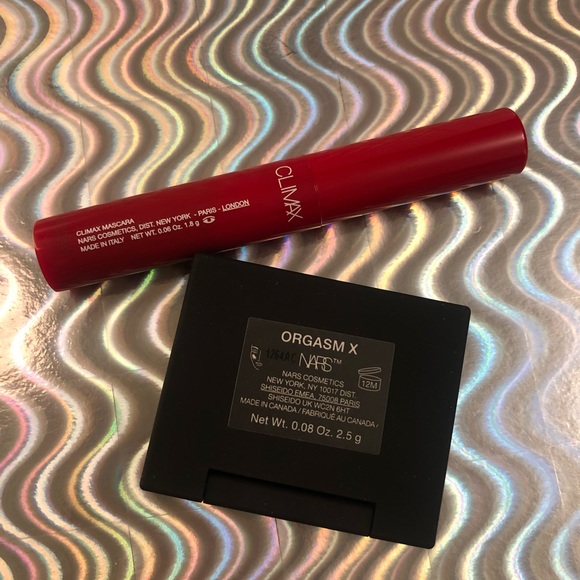 CLIMAX
CLIMAX MASCARA
NARS COSMETICS, DIST. NEW YORK - PARIS - LONDON
MADE IN ITALY NET WT. 0.06 Oz. 1.8 g
ORGASM X
NARS™
12M
NARS COSMETICS
NEW YORK, NY 10017 DIST.
SHISEIDO EMEA, 75008 PARIS
SHISEIDO UK WC2N 6HT
MADE IN CANADA / FABRIQUÉ AU CANADA
Net Wt. 0.08 Oz. 2.5 g